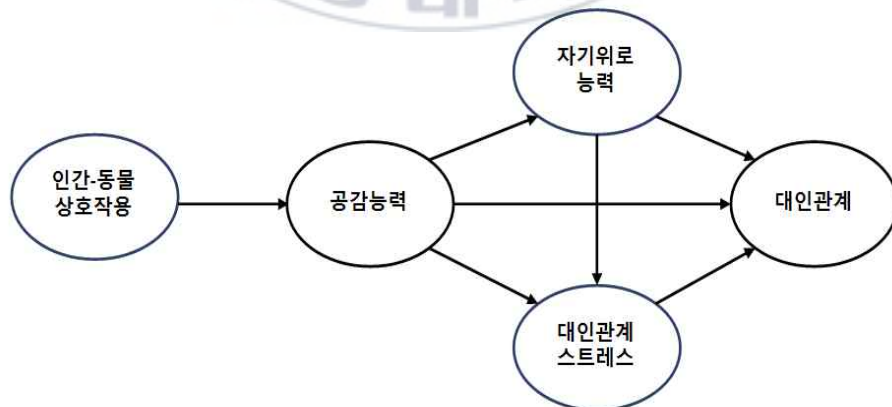 자기위로
능력
인간-동물
상호작용
공감능력
대인관계
대인관계
스트레스